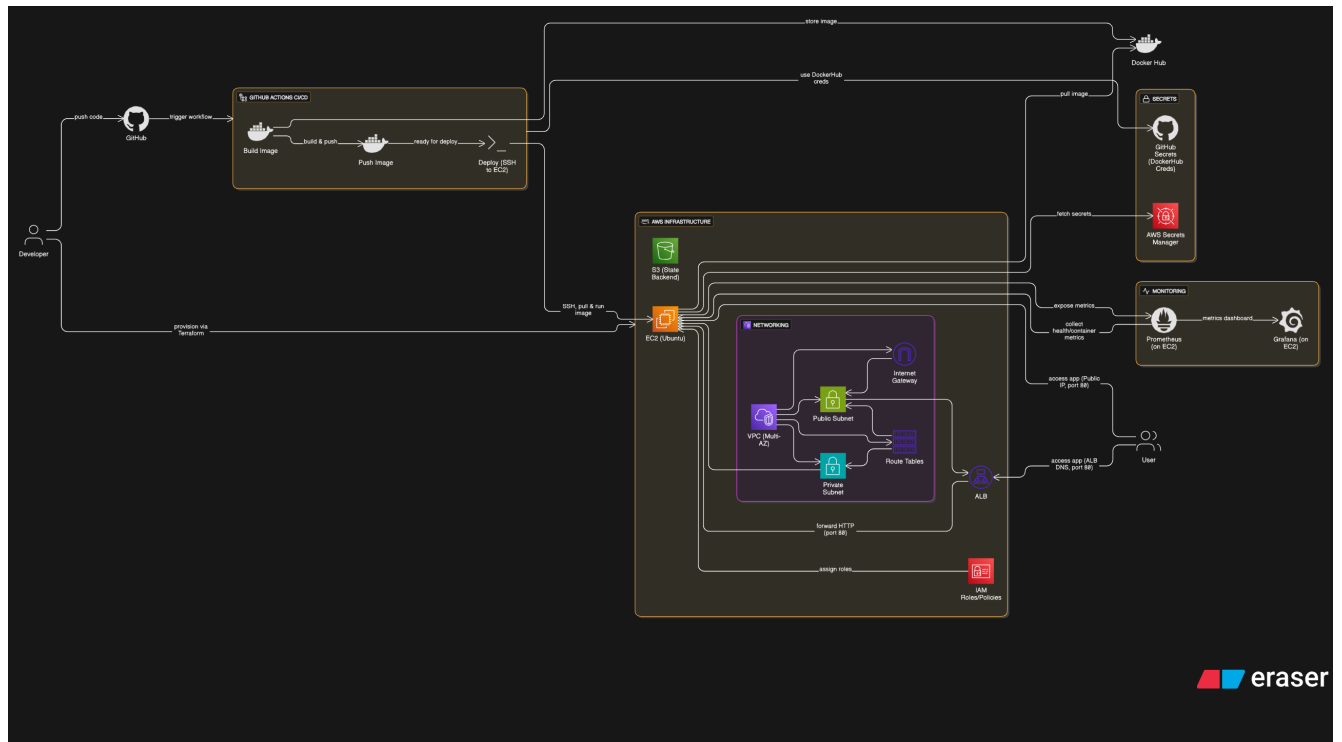 store image
Docker Hub
use DockerHub
creds
GITHUB ACTIONS CI/CD
pull image
SECRETS
push code
GitHub
trigger workflow
Build Image
build & push
Push Image
ready for deploy
Deploy (SSH
to EC2)
GitHub
Secrets
(DockerHub
Creds)
fetch secrets
AWS Secrets
Manager
AWS INFRASTRUCTURE
Developer
S3 (State
Backend)
SSH, pull & run
image
provision via
Terraform
EC2 (Ubuntu)
MONITORING
expose metrics
collect
health/container
metrics
Prometheus
(on EC2)
metrics dashboard
Grafana (on
EC2)
NETWORKING
Internet
Gateway
Public Subnet
VPC (Multi-
AZ)
Route Tables
Private
Subnet
access app (Public
IP, port 80)
User
access app (ALB
DNS, port 80)
ALB
forward HTTP
(port 80)
assign roles
IAM
Roles/Policies
eraser